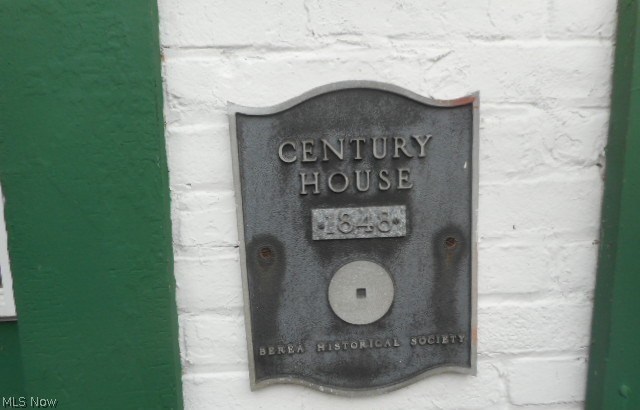 CENTURY
HOUSE
·1848·
BEREA HISTORICAL SOCIETY
MLS Now